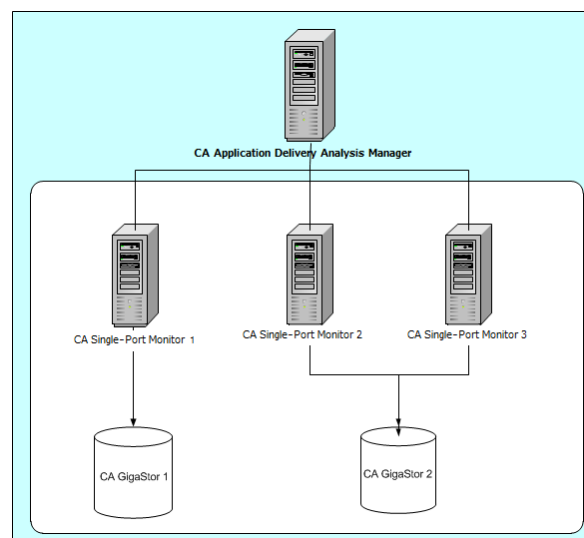 CA Application Delivery Analysis Manager
CA Single-Port Monitor 1
CA Single-Port Monitor 2
CA Single-Port Monitor 3
CA GigaStor 1
CA GigaStor 2